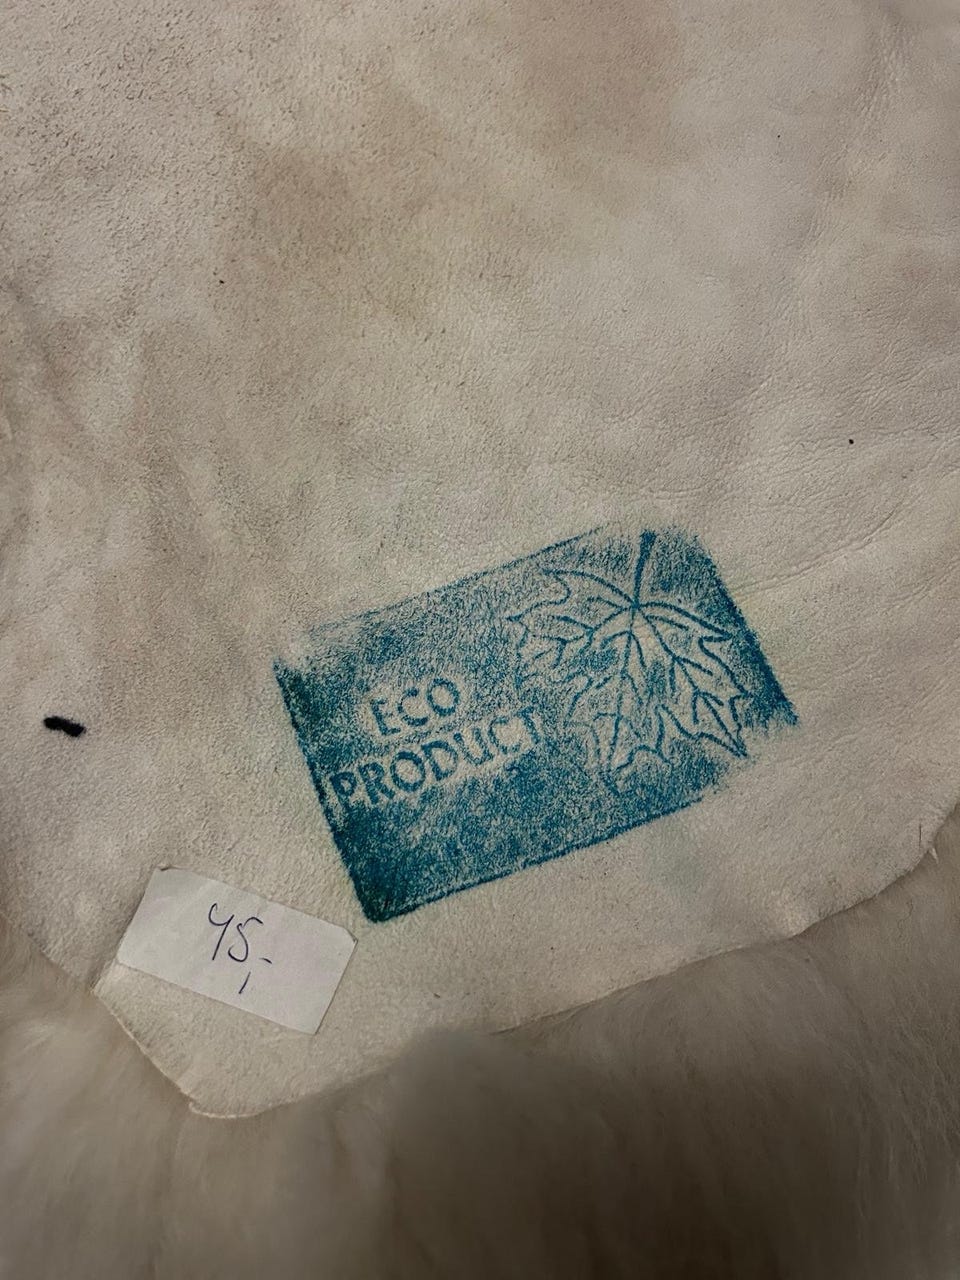 ECO
PRODUCT
45,-